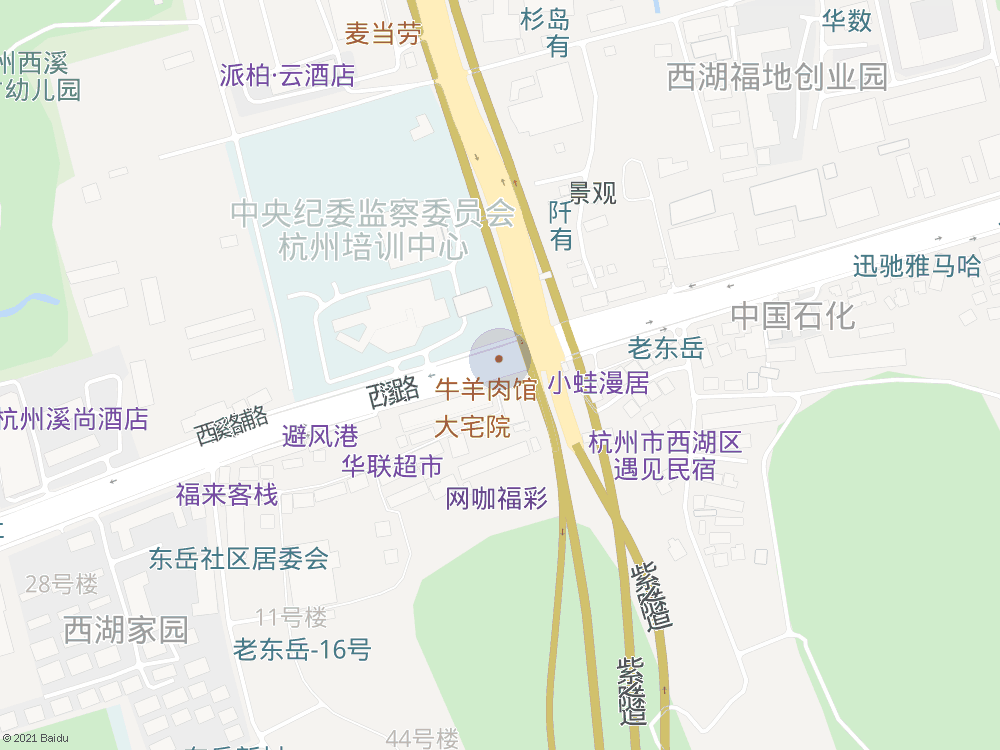 麦当劳
杉岛
有
华数
州西溪
幼儿园
派柏·云酒店
西湖福地创业园
景观
中央纪委监察委员会
杭州培训中心
阡
有
迅驰雅马哈
中国石化
老东岳
西溪路
牛羊肉馆
小蛙漫居
杭州溪尚酒店
西溪路辅路
避风港
大宅院
杭州市西湖区
遇见民宿
华联超市
福来客栈
网咖福彩
东岳社区居委会
28号楼
紫
隧道
11号楼
西湖家园
老东岳-16号
紫
隧道
44号楼
© 2021 Baidu